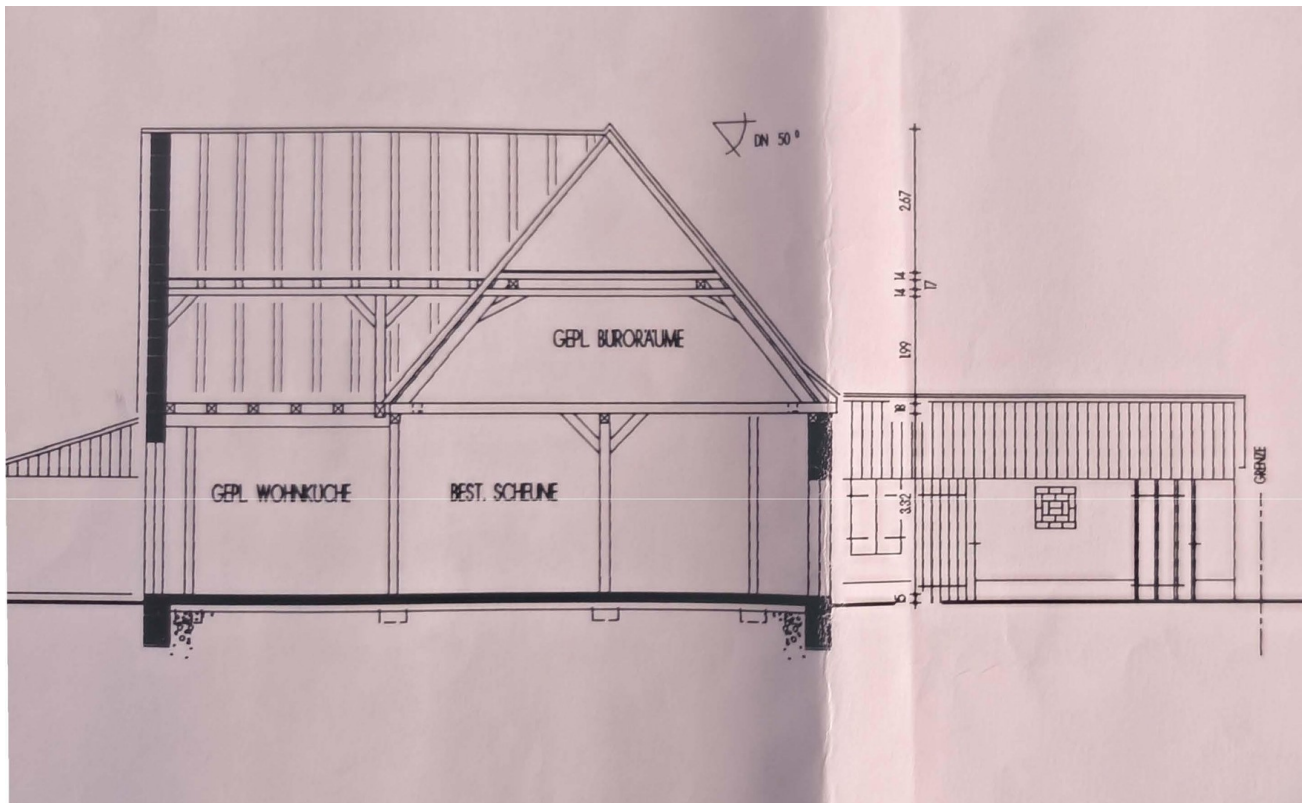 DN 50°
2.67
14
14
17
GEPL BÜRORÄUME
1.99
18
GRENZE
GEPL WOHNKÜCHE
BEST. SCHEUNE
3.32
15